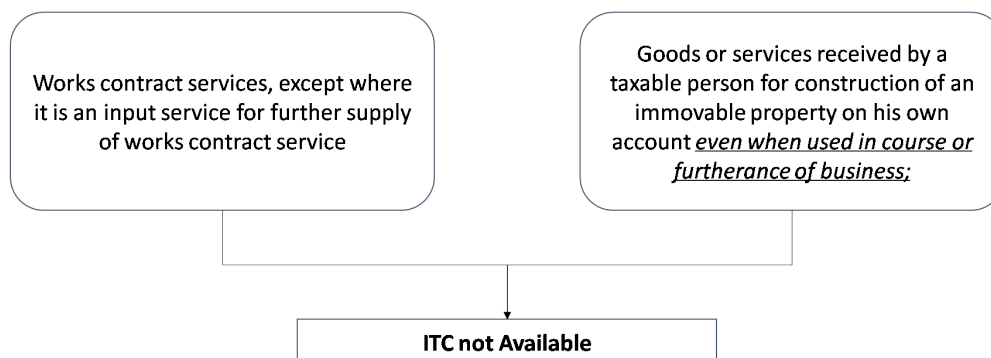 Works contract services, except where
it is an input service for further supply
of works contract service
Goods or services received by a
taxable person for construction of an
immovable property on his own
account even when used in course or
furtherance of business;
ITC not Available